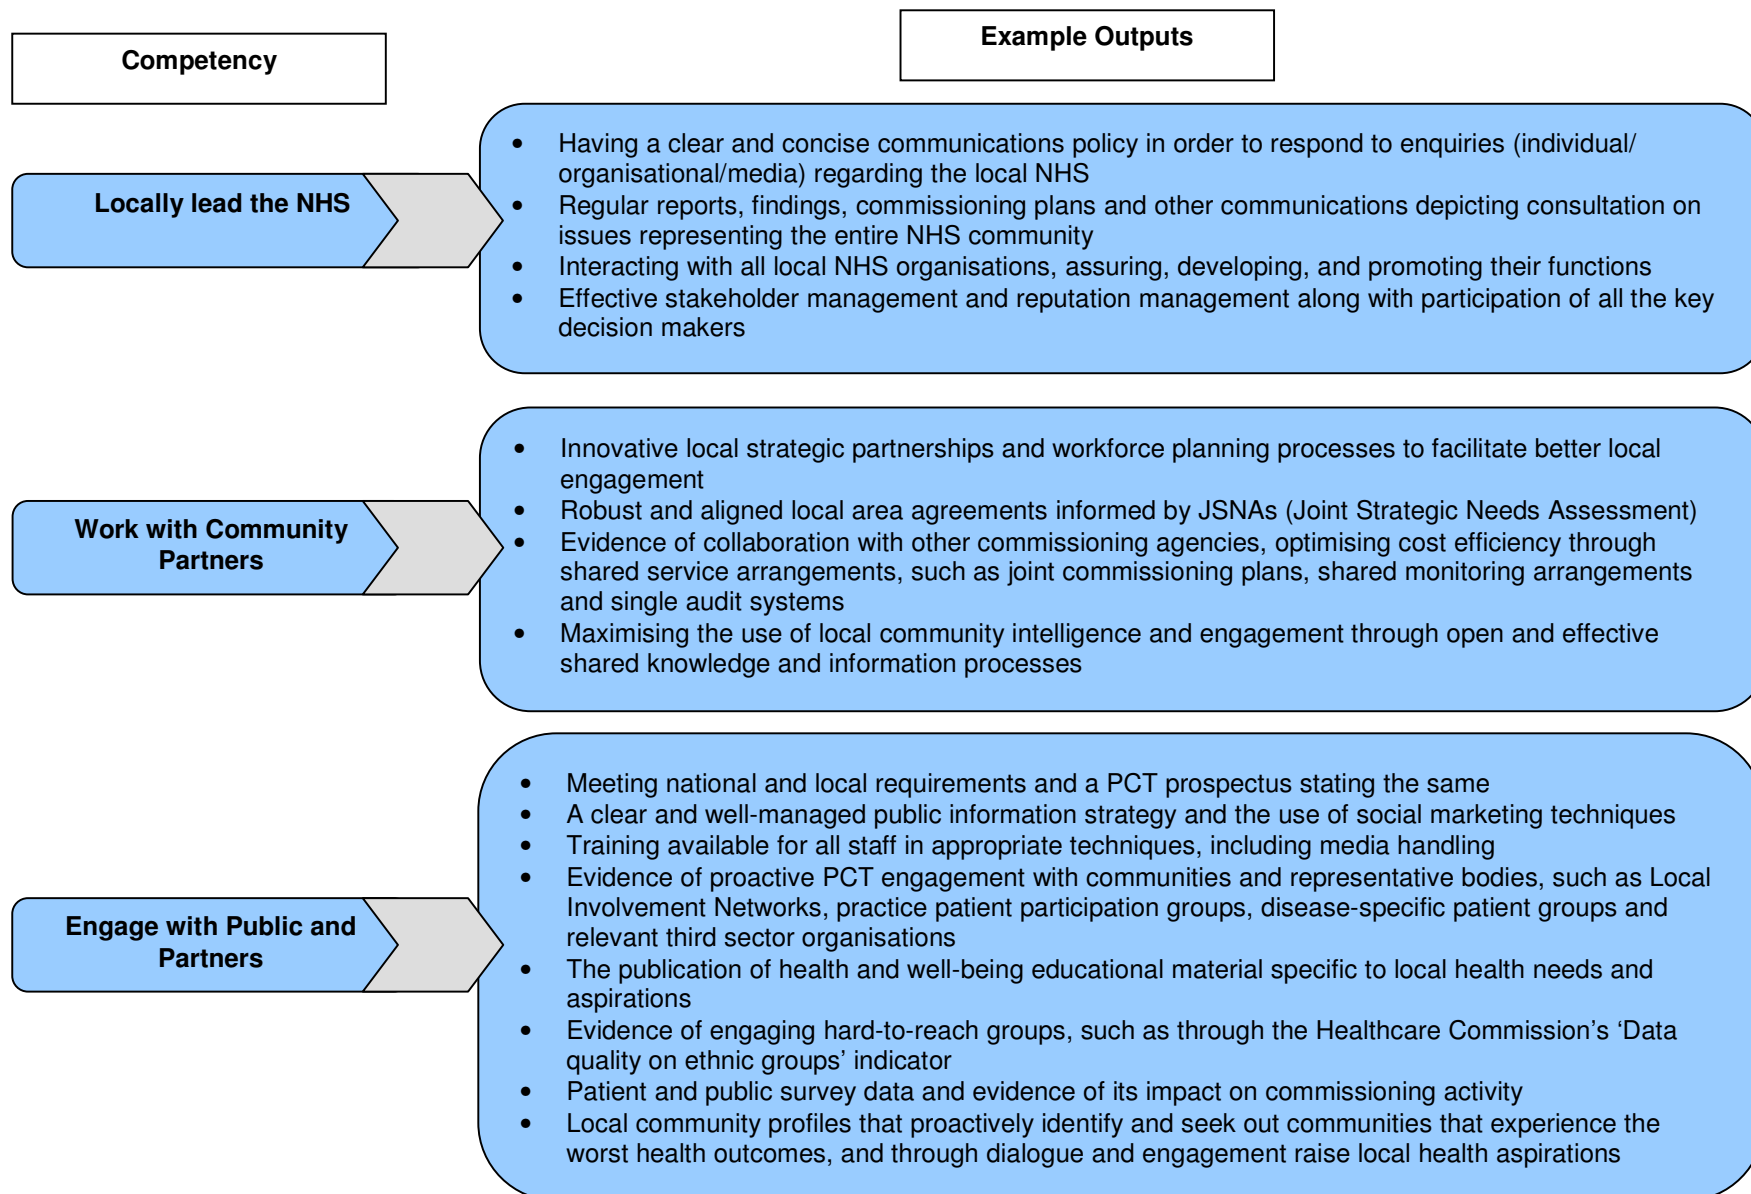 Competency
Example Outputs
Locally lead the NHS
• Having a clear and concise communications policy in order to respond to enquiries (individual/
organisational/media) regarding the local NHS
• Regular reports, findings, commissioning plans and other communications depicting consultation on
issues representing the entire NHS community
• Interacting with all local NHS organisations, assuring, developing, and promoting their functions
• Effective stakeholder management and reputation management along with participation of all the key
decision makers
Work with Community
Partners
• Innovative local strategic partnerships and workforce planning processes to facilitate better local
engagement
• Robust and aligned local area agreements informed by JSNAs (Joint Strategic Needs Assessment)
• Evidence of collaboration with other commissioning agencies, optimising cost efficiency through
shared service arrangements, such as joint commissioning plans, shared monitoring arrangements
and single audit systems
• Maximising the use of local community intelligence and engagement through open and effective
shared knowledge and information processes
Engage with Public and
Partners
• Meeting national and local requirements and a PCT prospectus stating the same
• A clear and well-managed public information strategy and the use of social marketing techniques
• Training available for all staff in appropriate techniques, including media handling
• Evidence of proactive PCT engagement with communities and representative bodies, such as Local
Involvement Networks, practice patient participation groups, disease-specific patient groups and
relevant third sector organisations
• The publication of health and well-being educational material specific to local health needs and
aspirations
• Evidence of engaging hard-to-reach groups, such as through the Healthcare Commission’s ‘Data
quality on ethnic groups’ indicator
• Patient and public survey data and evidence of its impact on commissioning activity
• Local community profiles that proactively identify and seek out communities that experience the
worst health outcomes, and through dialogue and engagement raise local health aspirations